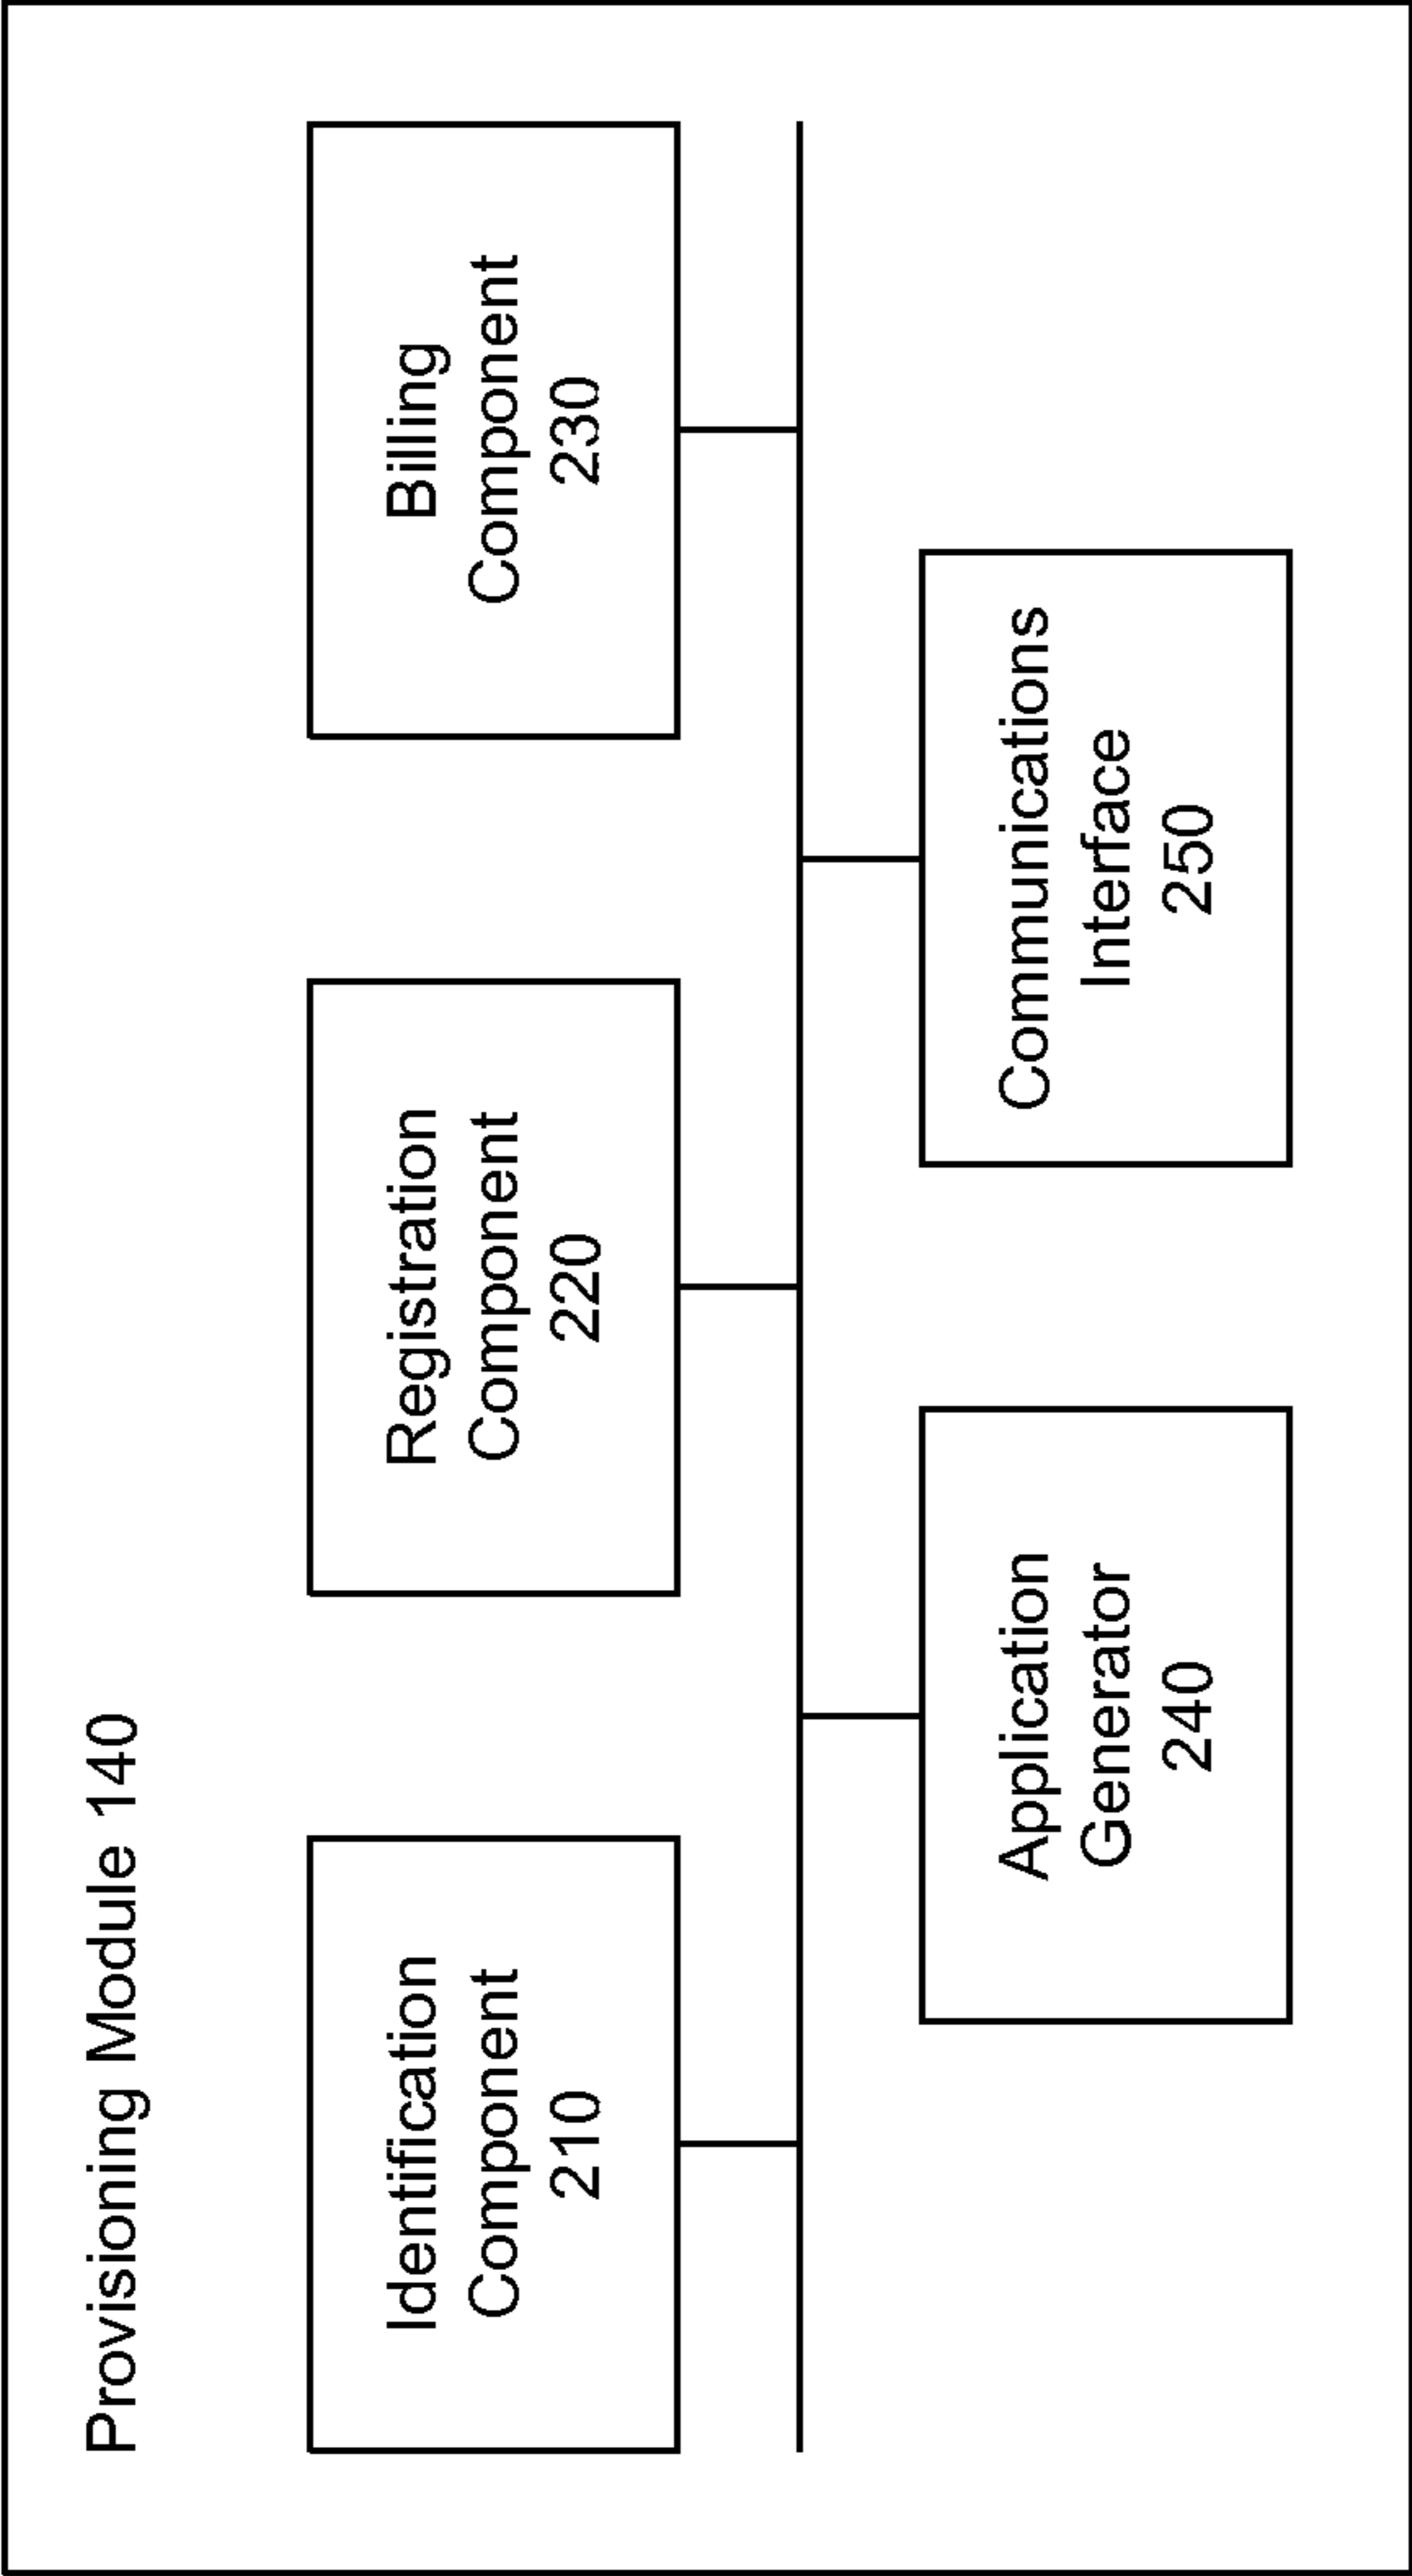 Provisioning Module 140
Identification
Component
210
Registration
Component
220
Billing
Component
230
Application
Generator
240
Communications
Interface
250